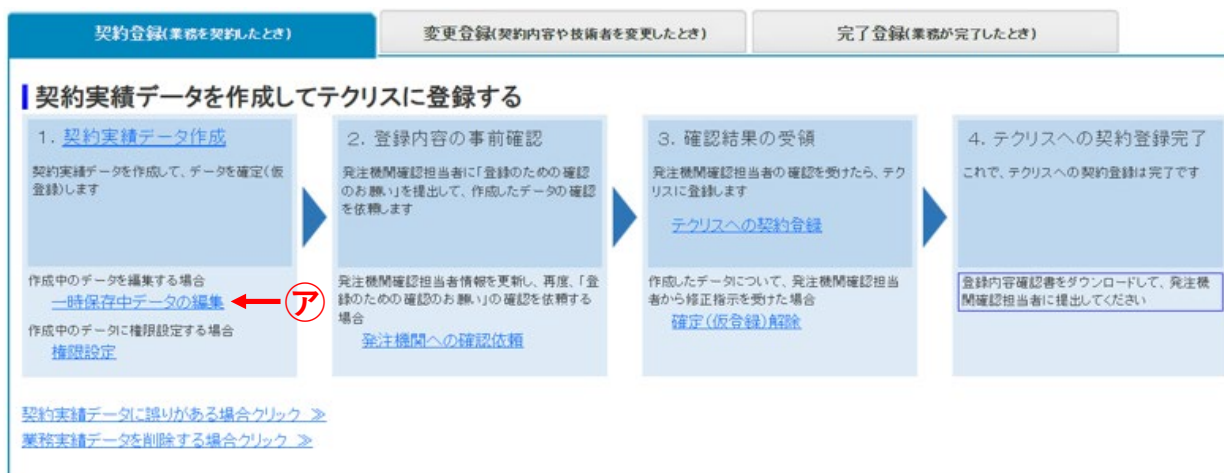 契約登録(業務を契約したとき)
変更登録(契約内容や技術者を変更したとき)
完了登録(業務が完了したとき)
契約実績データを作成してテクリスに登録する
1. 契約実績データ作成
契約実績データを作成して、データを確定(仮
登録)します
作成中のデータを編集する場合
一時保存中データの編集
ア
作成中のデータに権限設定する場合
権限設定
2. 登録内容の事前確認
発注機関確認担当者に「登録のための確認
のお願い」を提出して、作成したデータの確認
を依頼します
発注機関確認担当者情報を更新し、再度、「登
録のための確認のお願い」の確認を依頼する
場合
発注機関への確認依頼
3. 確認結果の受領
発注機関確認担当者の確認を受けたら、テク
リスに登録します
テクリスへの契約登録
作成したデータについて、発注機関確認担当
者から修正指示を受けた場合
確定(仮登録)解除
4. テクリスへの契約登録完了
これで、テクリスへの契約登録は完了です
登録内容確認書をダウンロードして、発注機
関確認担当者に提出してください
契約実績データに誤りがある場合クリック ≫
業務実績データを削除する場合クリック ≫